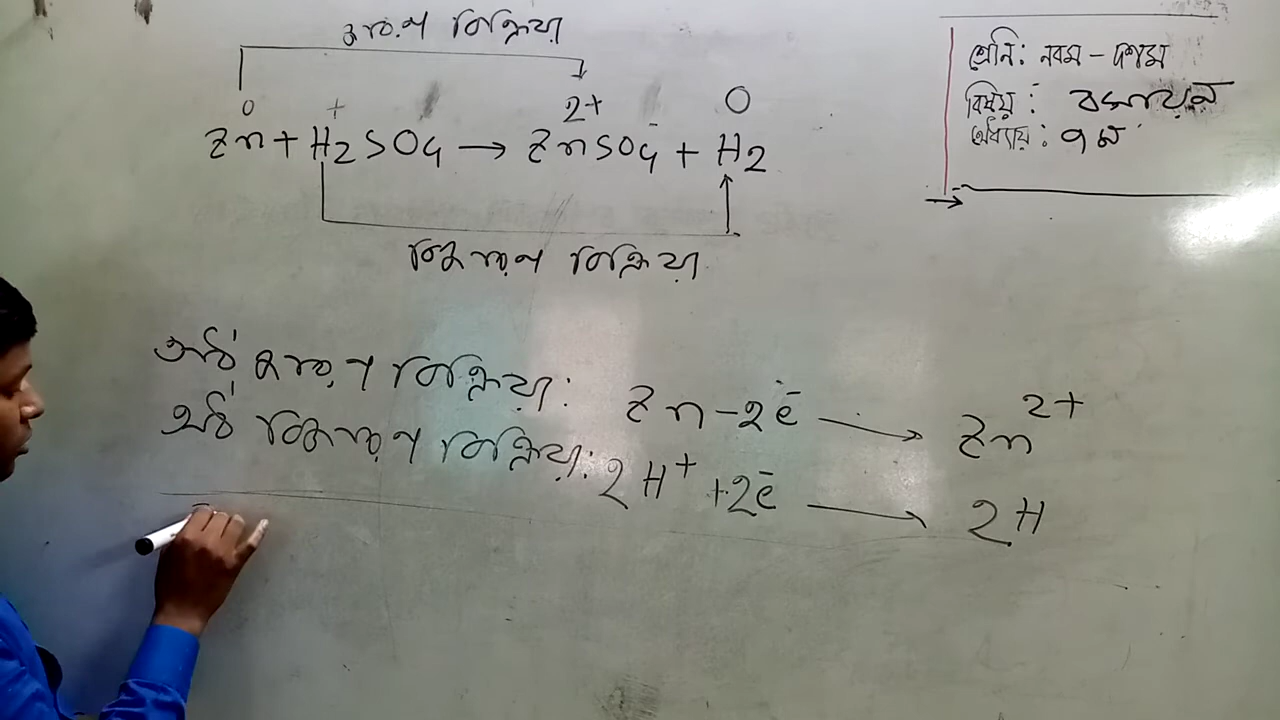 জারণ বিক্রিয়া
0 + 2+ 0
Zn + H2SO4 → ZnSO4 + H2
বিজারণ বিক্রিয়া
শ্রেনি: নবম - দশম
বিষয়: রসায়ন
অধ্যায়: ৭ম
অর্ধ জারণ বিক্রিয়া: Zn - 2e̅ → Zn2+
অর্ধ বিজারণ বিক্রিয়া: 2H+ + 2e̅ → 2H